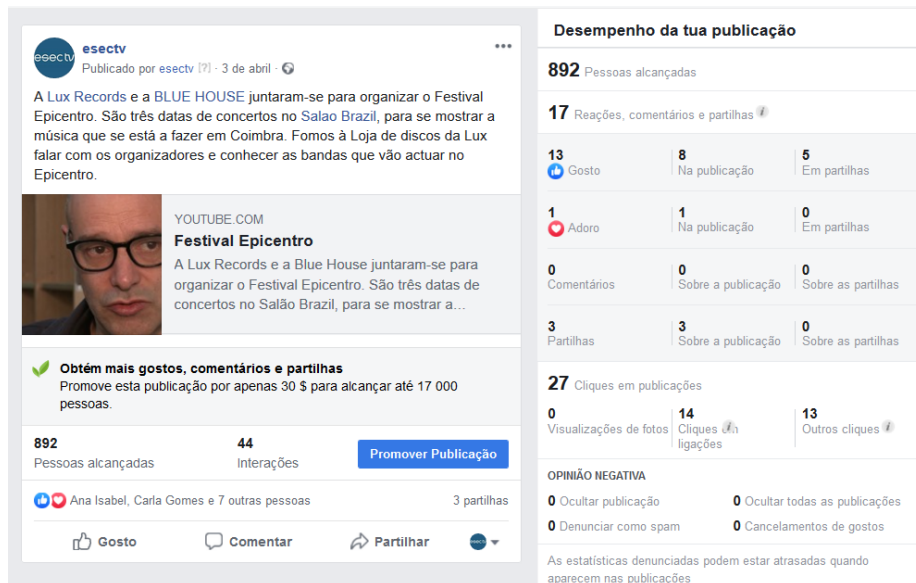 esectv
esectv
Publicado por esectv [?] · 3 de abril ·
A Lux Records e a BLUE HOUSE juntaram-se para organizar o Festival
Epicentro. São três datas de concertos no Salao Brazil, para se mostrar a
música que se está a fazer em Coimbra. Fomos à Loja de discos da Lux
falar com os organizadores e conhecer as bandas que vão actuar no
Epicentro.
YOUTUBE.COM
Festival Epicentro
A Lux Records e a Blue House juntaram-se para
organizar o Festival Epicentro. São três datas de
concertos no Salão Brazil, para se mostrar a…
Obtém mais gostos, comentários e partilhas
Promove esta publicação por apenas 30 $ para alcançar até 17 000
pessoas.
892 44
Pessoas alcançadas Interações
Promover Publicação
Ana Isabel, Carla Gomes e 7 outras pessoas 3 partilhas
Gosto Comentar Partilhar esectv
Desempenho da tua publicação
892 Pessoas alcançadas
17 Reações, comentários e partilhas i
13 8 5
Gosto Na publicação Em partilhas
1 1 0
Adoro Na publicação Em partilhas
0 0 0
Comentários Sobre a publicação Sobre as partilhas
3 3 0
Partilhas Sobre a publicação Sobre as partilhas
27 Cliques em publicações
0 14 13
Visualizações de fotos Cliques em i Outros cliques i
ligações
OPINIÃO NEGATIVA
0 Ocultar publicação 0 Ocultar todas as publicações
0 Denunciar como spam 0 Cancelamentos de gostos
As estatísticas denunciadas podem estar atrasadas quando
aparecem nas publicações